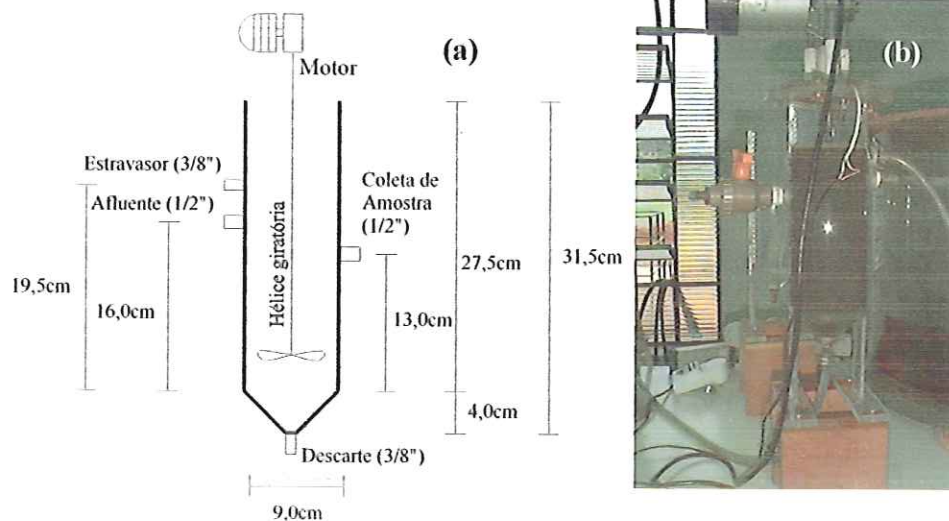 (a)
Motor
Estravasor (3/8")
Afluente (1/2")
Hélice giratória
Coleta de
Amostra
(1/2")
19,5cm
16,0cm
13,0cm
27,5cm
31,5cm
4,0cm
Descarte (3/8")
9,0cm
(b)